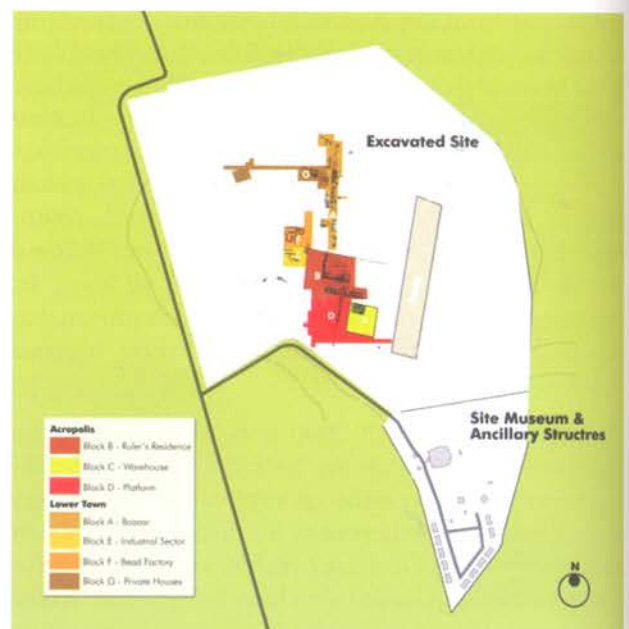 Excavated Site
B
D
Site Museum &
Ancillary Structres
Acropolis
Block B - Ruler's Residence
Block C - Warehouse
Block D - Platform
Lower Town
Block A - Bazaar
Block E - Industrial Sector
Block F - Bead Factory
Block G - Private Houses
N